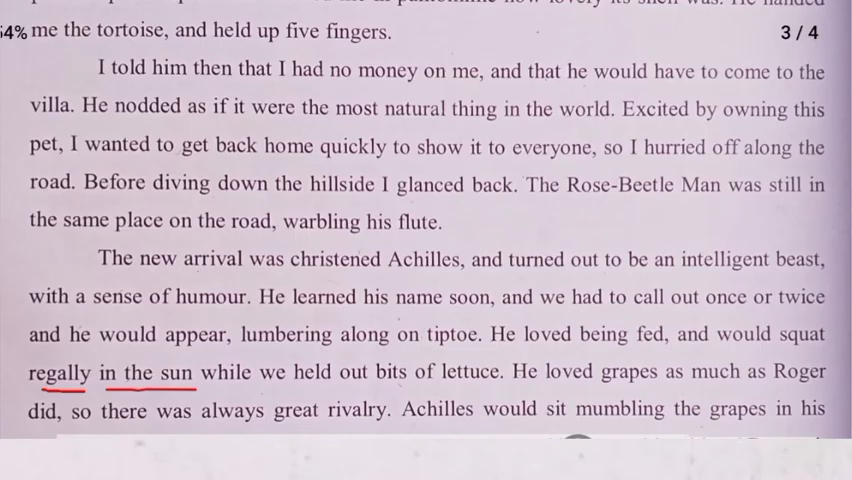 me the tortoise, and held up five fingers.
3 / 4
I told him then that I had no money on me, and that he would have to come to the
villa. He nodded as if it were the most natural thing in the world. Excited by owning this
pet, I wanted to get back home quickly to show it to everyone, so I hurried off along the
road. Before diving down the hillside I glanced back. The Rose-Beetle Man was still in
the same place on the road, warbling his flute.
The new arrival was christened Achilles, and turned out to be an intelligent beast,
with a sense of humour. He learned his name soon, and we had to call out once or twice
and he would appear, lumbering along on tiptoe. He loved being fed, and would squat
regally in the sun while we held out bits of lettuce. He loved grapes as much as Roger
did, so there was always great rivalry. Achilles would sit mumbling the grapes in his